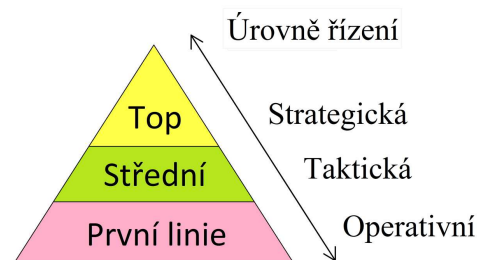 Úrovně řízení
Top
Strategická
Střední
Taktická
První linie
Operativní